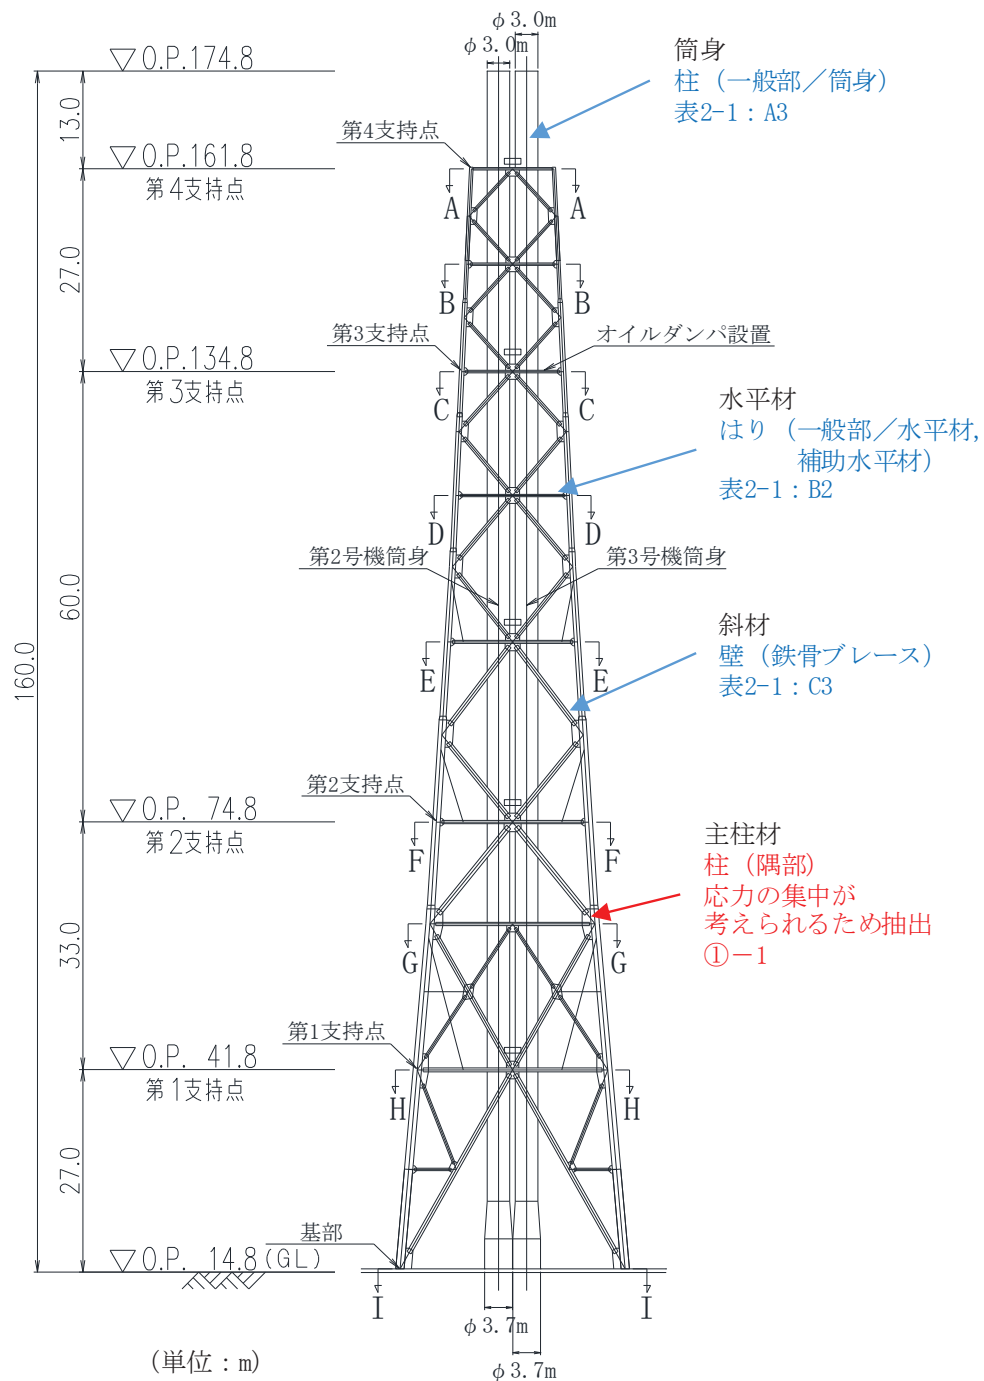 φ3.0m
φ3.0m
▽O.P.174.8
13.0
第4支持点
▽O.P.161.8
第4支持点
筒身
柱（一般部／筒身）
表2-1：A3
A
A
27.0
B
B
第3支持点
オイルダンパ設置
▽O.P.134.8
第3支持点
C
C
水平材
はり（一般部／水平材，
補助水平材）
表2-1：B2
D
D
第2号機筒身
第3号機筒身
60.0
160.0
斜材
壁（鉄骨ブレース）
表2-1：C3
E
E
第2支持点
▽O.P. 74.8
第2支持点
F
F
主柱材
柱（隅部）
応力の集中が
考えられるため抽出
①－1
33.0
G
G
第1支持点
▽O.P. 41.8
第1支持点
H
H
27.0
基部
▽O.P. 14.8(GL)
I
I
φ3.7m
φ3.7m
（単位：m）